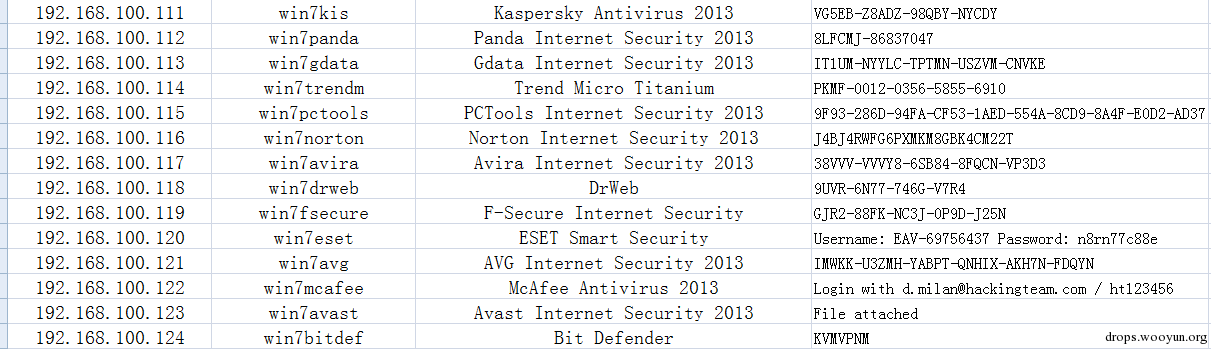 192.168.100.111 win7kis Kaspersky Antivirus 2013 VG5EB-Z8ADZ-98QBY-NYCDY
192.168.100.112 win7panda Panda Internet Security 2013 8LFCMJ-86837047
192.168.100.113 win7gdata Gdata Internet Security 2013 IT1UM-NYYLC-TPTMN-USZVM-CNVKE
192.168.100.114 win7trendm Trend Micro Titanium PKMF-0012-0356-5855-6910
192.168.100.115 win7pctools PCTools Internet Security 2013 9F93-286D-94FA-CF53-1AED-554A-8CD9-8A4F-E0D2-AD37
192.168.100.116 win7norton Norton Internet Security 2013 J4BJ4RWFG6PXMKM8GBK4CM22T
192.168.100.117 win7avira Avira Internet Security 2013 38VVV-VVVY8-6SB84-8FQCN-VP3D3
192.168.100.118 win7drweb DrWeb 9UVR-6N77-746G-V7R4
192.168.100.119 win7fsecure F-Secure Internet Security GJR2-88FK-NC3J-0P9D-J25N
192.168.100.120 win7eset ESET Smart Security Username: EAV-69756437 Password: n8rn77c88e
192.168.100.121 win7avg AVG Internet Security 2013 IMWKK-U3ZMH-YABPT-QNHIX-AKH7N-FDQYN
192.168.100.122 win7mcafee McAfee Antivirus 2013 Login with d.milan@hackingteam.com / ht123456
192.168.100.123 win7avast Avast Internet Security 2013 File attached
192.168.100.124 win7bitdef Bit Defender KVMVPNM
drops.wooyun.org